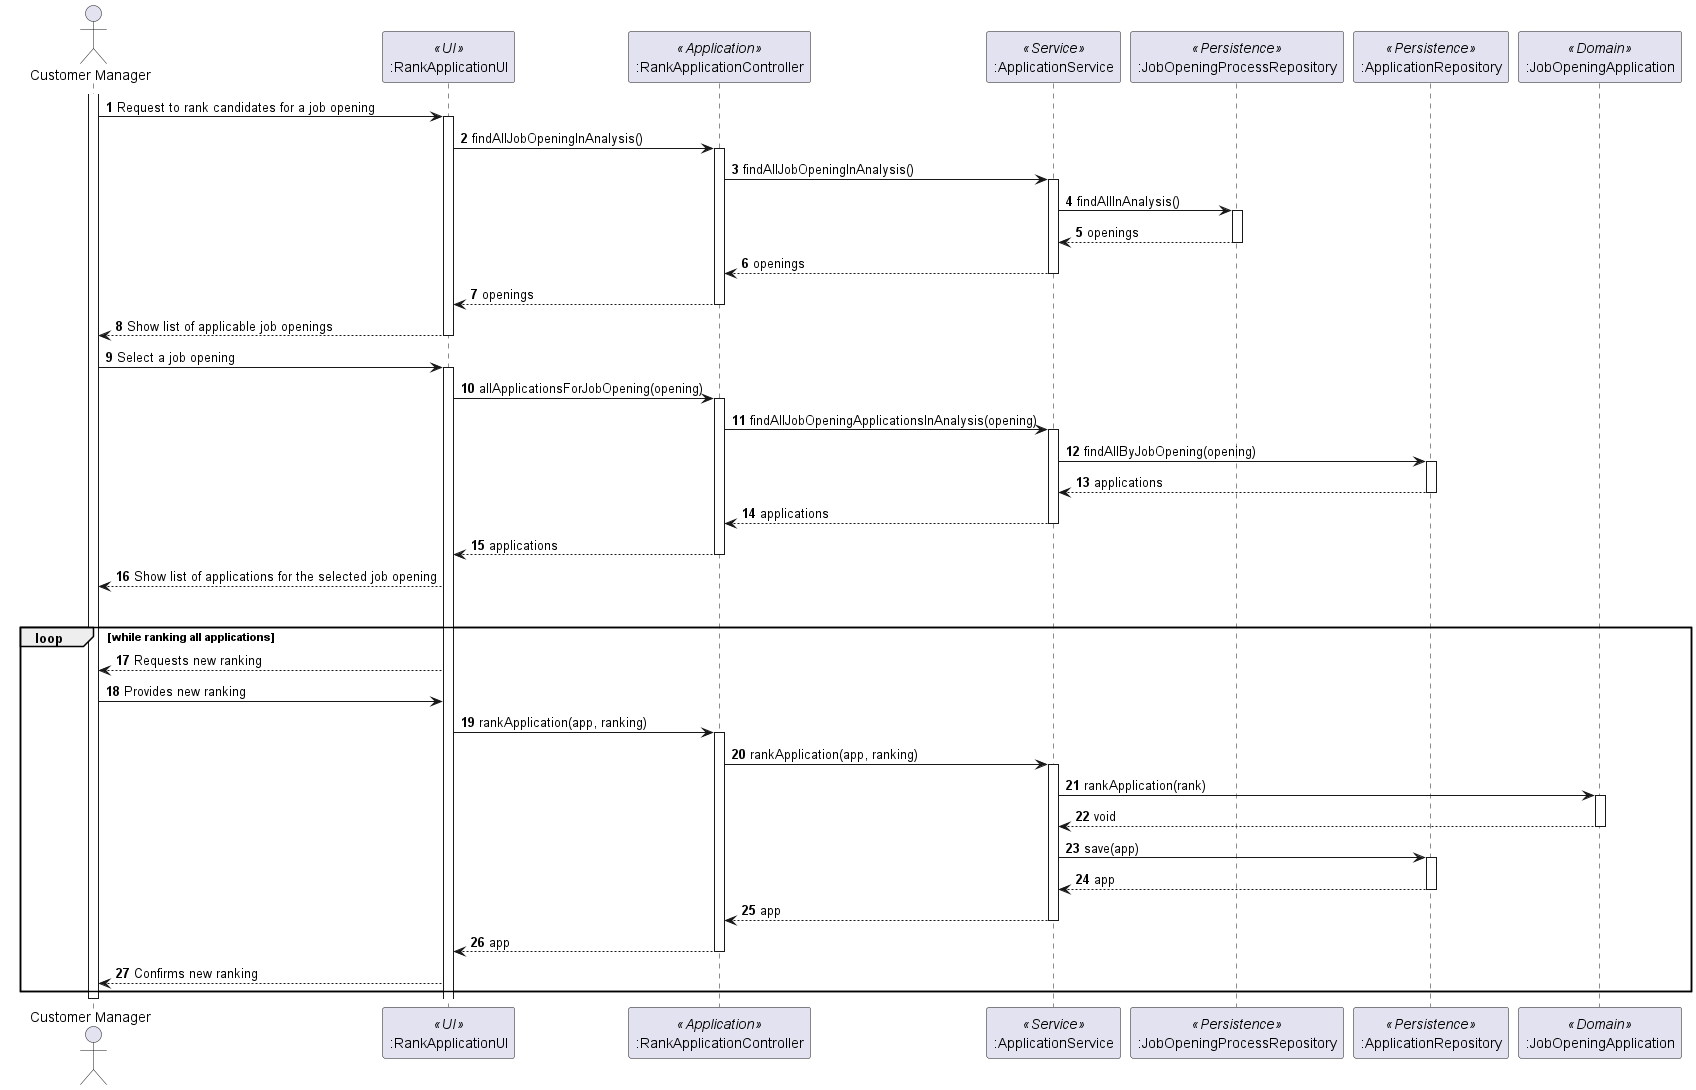 Customer Manager
«UI»
:RankApplicationUI
«Application»
:RankApplicationController
«Service»
:ApplicationService
«Persistence»
:JobOpeningProcessRepository
«Persistence»
:ApplicationRepository
«Domain»
:JobOpeningApplication
1 Request to rank candidates for a job opening
2 findAllJobOpeningInAnalysis()
3 findAllJobOpeningInAnalysis()
4 findAllInAnalysis()
5 openings
6 openings
7 openings
8 Show list of applicable job openings
9 Select a job opening
10 allApplicationsForJobOpening(opening)
11 findAllJobOpeningApplicationsInAnalysis(opening)
12 findAllByJobOpening(opening)
13 applications
14 applications
15 applications
16 Show list of applications for the selected job opening
loop [while ranking all applications]
17 Requests new ranking
18 Provides new ranking
19 rankApplication(app, ranking)
20 rankApplication(app, ranking)
21 rankApplication(rank)
22 void
23 save(app)
24 app
25 app
26 app
27 Confirms new ranking
Customer Manager
«UI»
:RankApplicationUI
«Application»
:RankApplicationController
«Service»
:ApplicationService
«Persistence»
:JobOpeningProcessRepository
«Persistence»
:ApplicationRepository
«Domain»
:JobOpeningApplication